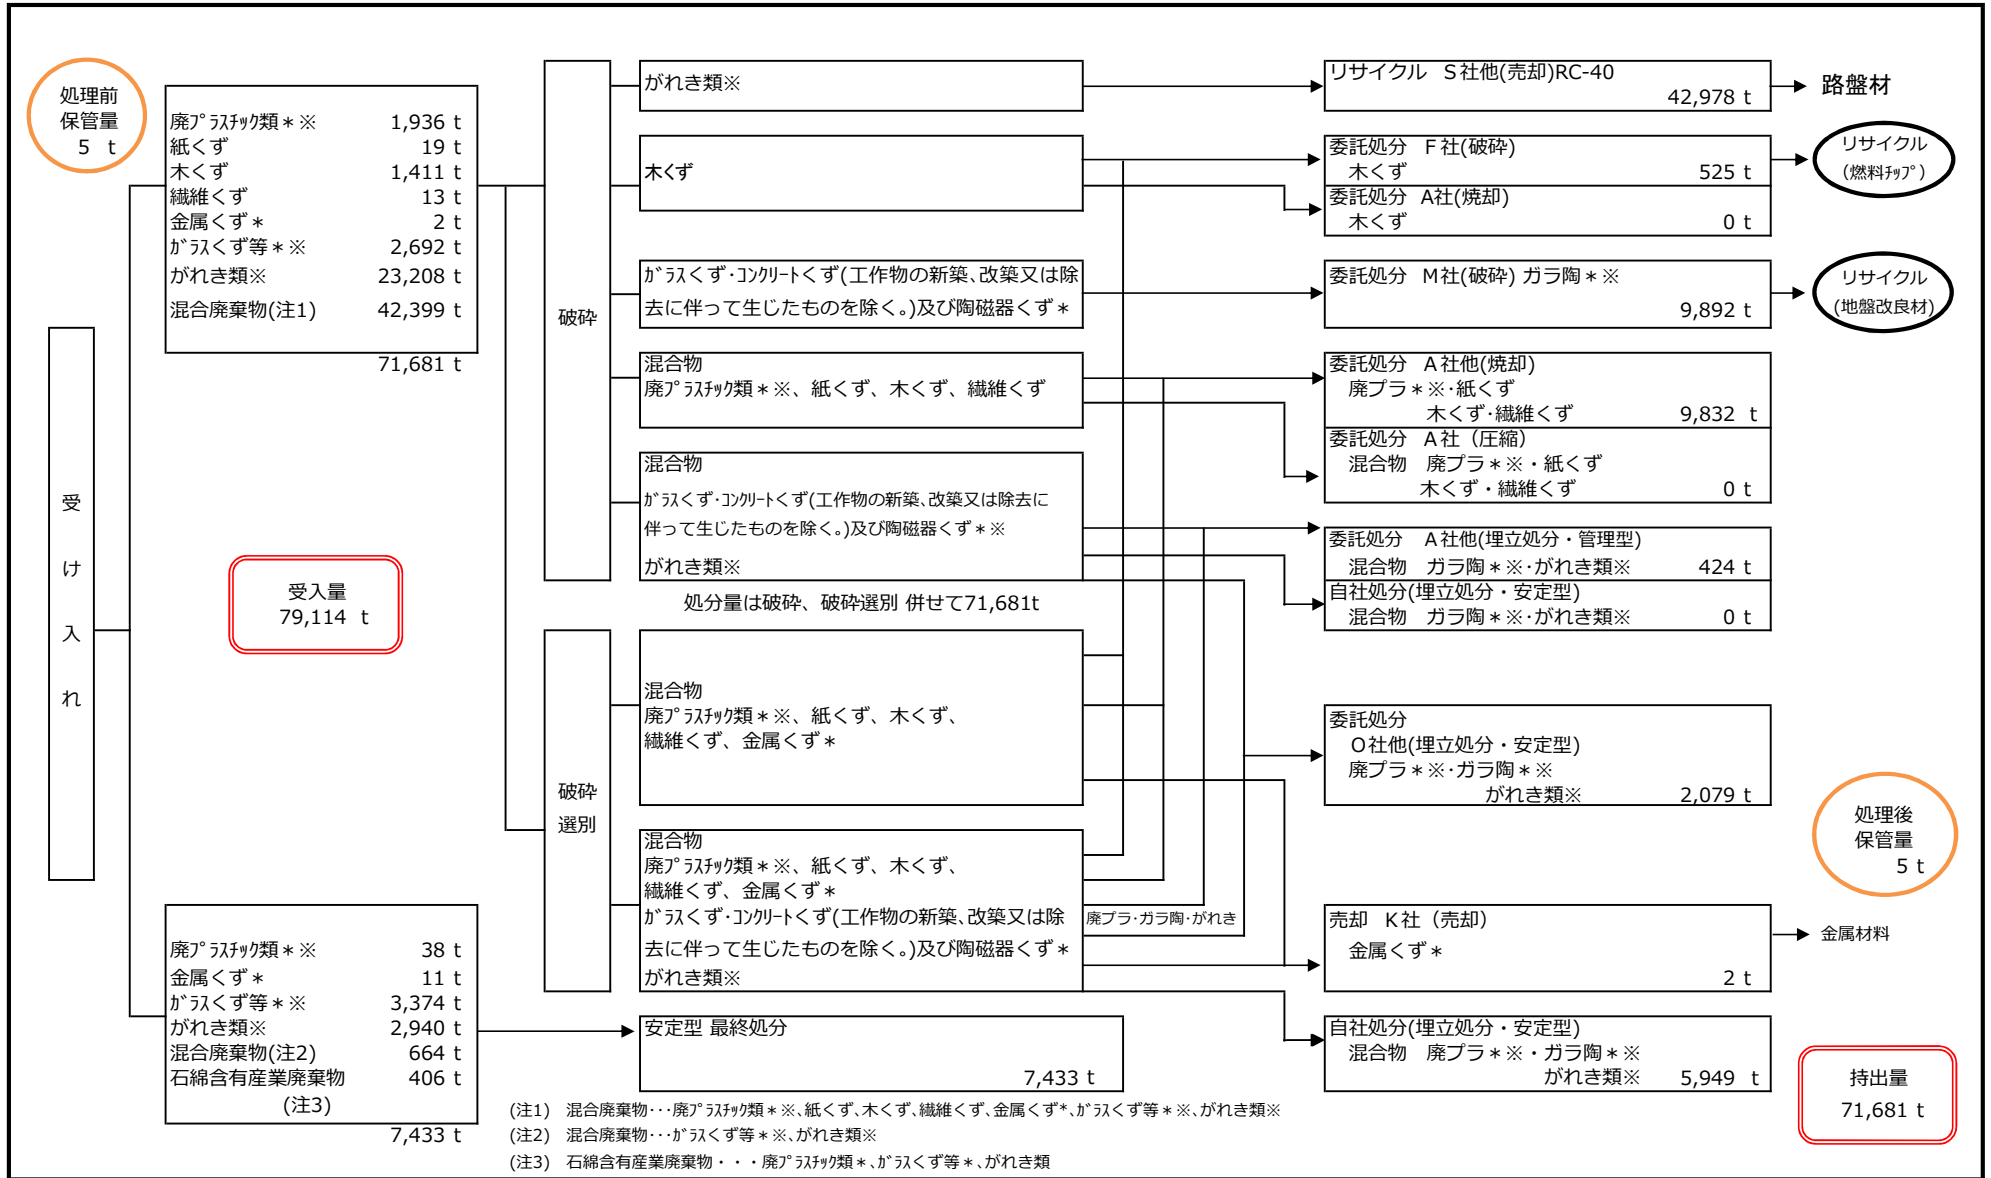 処理前
保管量
5 t
受け入れ
廃ﾌﾟﾗｽﾁｯｸ類＊※ 1,936 t
紙くず 19 t
木くず 1,411 t
繊維くず 13 t
金属くず＊ 2 t
ｶﾞﾗｽくず等＊※ 2,692 t
がれき類※ 23,208 t
混合廃棄物(注1) 42,399 t
71,681 t
受入量
79,114 t
廃ﾌﾟﾗｽﾁｯｸ類＊※ 38 t
金属くず＊ 11 t
ｶﾞﾗｽくず等＊※ 3,374 t
がれき類※ 2,940 t
混合廃棄物(注2) 664 t
石綿含有産業廃棄物 406 t
(注3)
7,433 t
破砕
がれき類※
木くず
ｶﾞﾗｽくず･ｺﾝｸﾘｰﾄくず(工作物の新築､改築又は除
去に伴って生じたものを除く｡)及び陶磁器くず＊
混合物
廃ﾌﾟﾗｽﾁｯｸ類＊※、紙くず、木くず、繊維くず
混合物
ｶﾞﾗｽくず･ｺﾝｸﾘｰﾄくず(工作物の新築､改築又は除去に
伴って生じたものを除く｡)及び陶磁器くず＊※
がれき類※
処分量は破砕、破砕選別 併せて71,681t
破砕
選別
混合物
廃ﾌﾟﾗｽﾁｯｸ類＊※、紙くず、木くず、
繊維くず、金属くず＊
混合物
廃ﾌﾟﾗｽﾁｯｸ類＊※、紙くず、木くず、
繊維くず、金属くず＊
ｶﾞﾗｽくず･ｺﾝｸﾘｰﾄくず(工作物の新築､改築又は除
去に伴って生じたものを除く｡)及び陶磁器くず＊
がれき類※
廃プラ･ガラ陶･がれき
安定型 最終処分
7,433 t
リサイクル S社他(売却)RC-40
42,978 t
路盤材
委託処分 F社(破砕)
木くず 525 t
リサイクル
(燃料ﾁｯﾌﾟ)
委託処分 A社(焼却)
木くず 0 t
委託処分 M社(破砕) ガラ陶＊※
9,892 t
リサイクル
(地盤改良材)
委託処分 A社他(焼却)
廃プラ＊※･紙くず
木くず･繊維くず 9,832 t
委託処分 A社（圧縮）
混合物 廃プラ＊※・紙くず
木くず・繊維くず 0 t
委託処分 A社他(埋立処分・管理型)
混合物 ガラ陶＊※･がれき類※ 424 t
自社処分(埋立処分・安定型)
混合物 ガラ陶＊※･がれき類※ 0 t
委託処分
O社他(埋立処分・安定型)
廃プラ＊※･ガラ陶＊※
がれき類※ 2,079 t
処理後
保管量
5 t
売却 K社（売却）
金属くず＊
2 t
金属材料
自社処分(埋立処分・安定型)
混合物 廃プラ＊※・ガラ陶＊※
がれき類※ 5,949 t
持出量
71,681 t
(注1) 混合廃棄物･･･廃ﾌﾟﾗｽﾁｯｸ類＊※､紙くず､木くず､繊維くず､金属くず*､ｶﾞﾗｽくず等＊※､がれき類※
(注2) 混合廃棄物･･･ｶﾞﾗｽくず等＊※､がれき類※
(注3) 石綿含有産業廃棄物・・・廃ﾌﾟﾗｽﾁｯｸ類＊､ｶﾞﾗｽくず等＊､がれき類